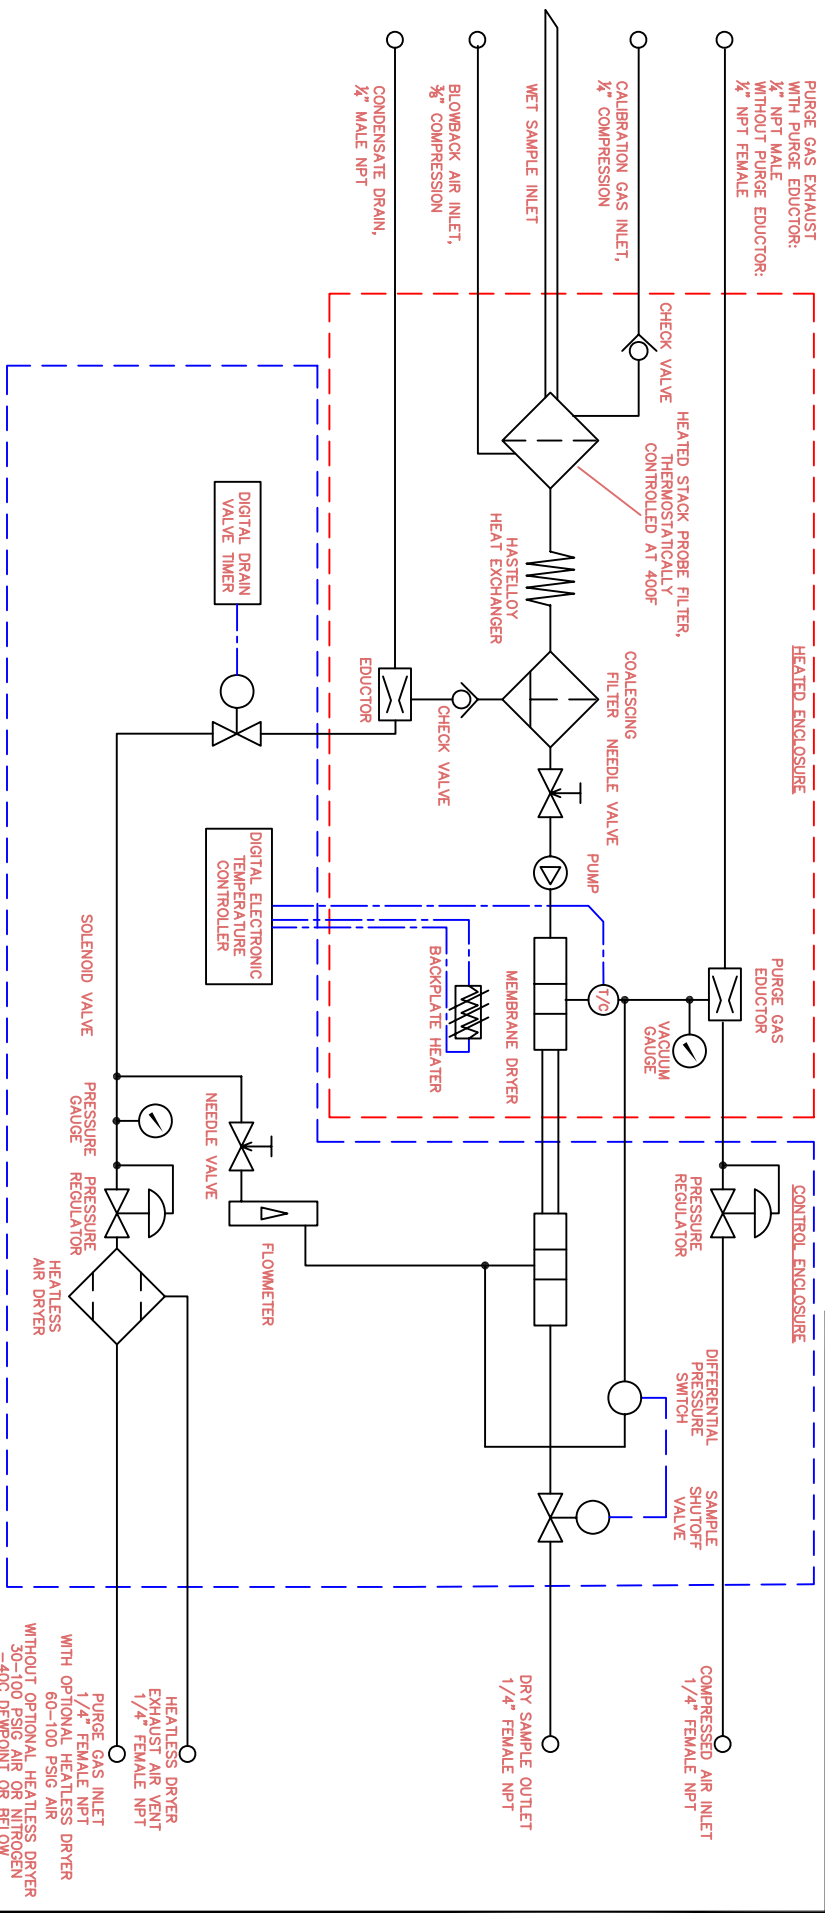 PURGE GAS EXHAUST
WITH PURGE EDUCTOR:
¼" NPT MALE
WITHOUT PURGE EDUCTOR:
¼" NPT FEMALE
CALIBRATION GAS INLET,
¼" COMPRESSION
WET SAMPLE INLET
BLOWBACK AIR INLET,
⅜" COMPRESSION
CONDENSATE DRAIN,
¼" MALE NPT
HEATED ENCLOSURE
CHECK VALVE
HEATED STACK PROBE FILTER,
THERMOSTATICALLY
CONTROLLED AT 400F
HASTELLOY
HEAT EXCHANGER
COALESCING
FILTER
NEEDLE VALVE
PUMP
CHECK VALVE
EDUCTOR
DIGITAL DRAIN
VALVE TIMER
DIGITAL ELECTRONIC
TEMPERATURE
CONTROLLER
PURGE GAS
EDUCTOR
VACUUM
GAUGE
T/C
MEMBRANE DRYER
BACKPLATE HEATER
SOLENOID VALVE
CONTROL ENCLOSURE
PRESSURE
REGULATOR
NEEDLE VALVE
PRESSURE
GAUGE
PRESSURE
REGULATOR
FLOWMETER
HEATLESS
AIR DRYER
DIFFERENTIAL
PRESSURE
SWITCH
SAMPLE
SHUTOFF
VALVE
COMPRESSED AIR INLET
1/4" FEMALE NPT
DRY SAMPLE OUTLET
1/4" FEMALE NPT
HEATLESS DRYER
EXHAUST AIR VENT
1/4" FEMALE NPT
PURGE GAS INLET
1/4" FEMALE NPT
WITH OPTIONAL HEATLESS DRYER
60-100 PSIG AIR
WITHOUT OPTIONAL HEATLESS DRYER
30-100 PSIG AIR OR NITROGEN
-40C DEWPOINT OR BELOW